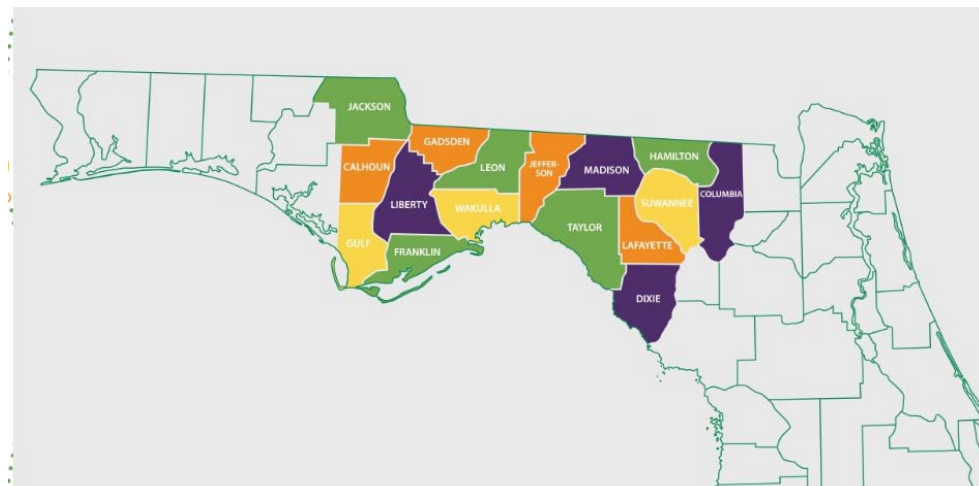 JACKSON
GADSDEN
LEON
JEFFER-
SON
MADISON
HAMILTON
CALHOUN
COLUMBIA
LIBERTY
WAKULLA
SUWANNEE
TAYLOR
GULF
FRANKLIN
LAFAYETTE
DIXIE